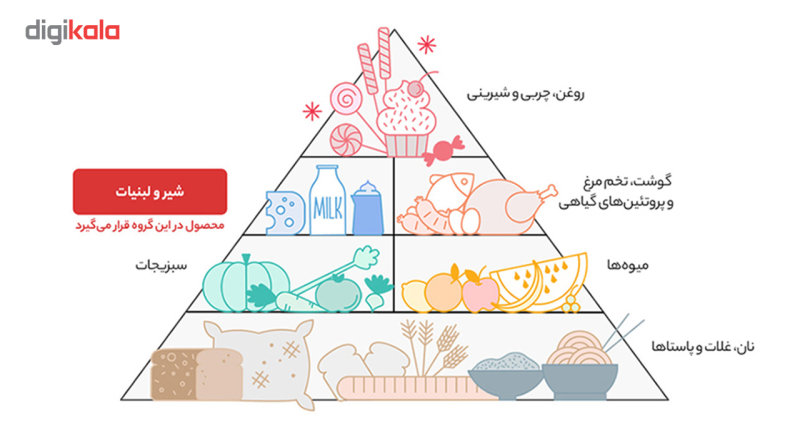 digikala
روغن، چربی و شیرینی
شیر و لبنیات
محصول در این گروه قرار می‌گیرد
MILK
گوشت، تخم مرغ
و پروتئین‌های گیاهی
سبزیجات
میوه‌ها
نان، غلات و پاستاها